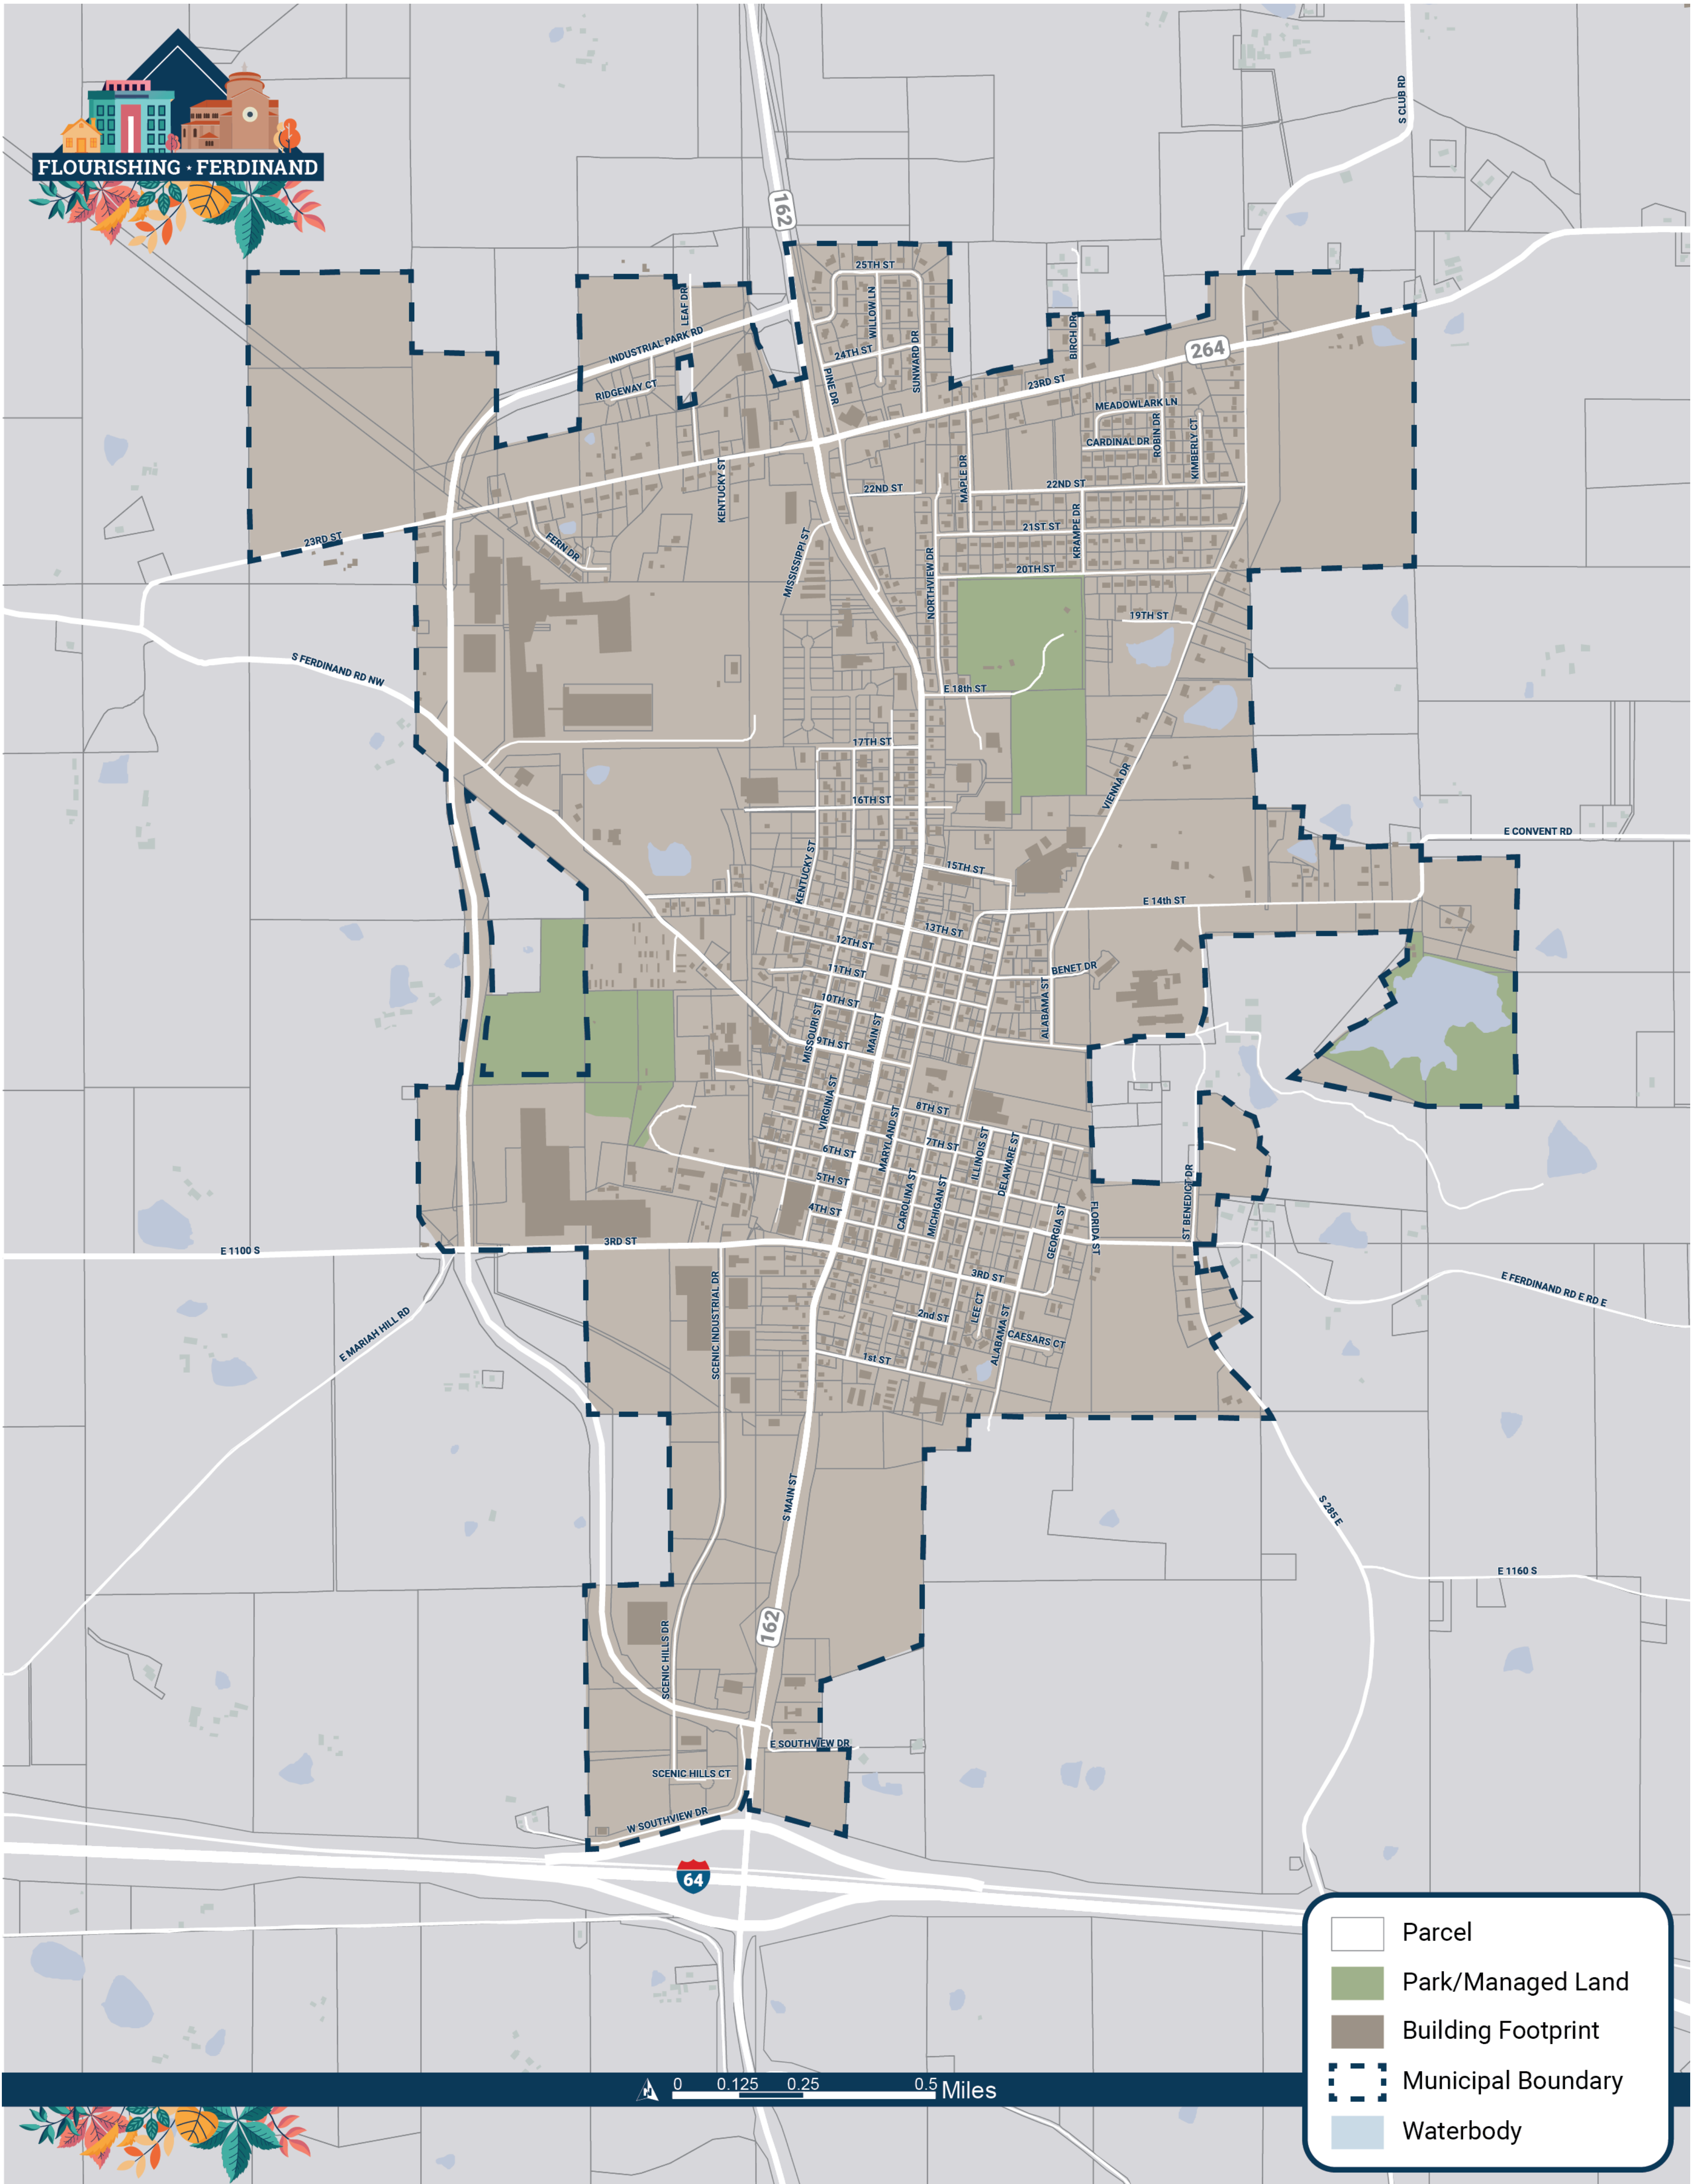 FLOURISHING • FERDINAND
S CLUB RD
162
25TH ST
LEAF DR
WILLOW LN
INDUSTRIAL PARK RD
24TH ST
SUNWARD DR
BIRCH DR
264
RIDGEWAY CT
PINE DR
23RD ST
MEADOWLARK LN
CARDINAL DR
ROBIN DR
KIMBERLY CT
KENTUCKY ST
MAPLE DR
22ND ST
22ND ST
23RD ST
FERN DR
MISSISSIPPI ST
21ST ST
KRAMPE DR
NORTHVIEW DR
20TH ST
19TH ST
S FERDINAND RD NW
E 18th ST
17TH ST
VIENNA DR
16TH ST
E CONVENT RD
KENTUCKY ST
15TH ST
E 14th ST
13TH ST
12TH ST
11TH ST
BENET DR
10TH ST
ALABAMA ST
MISSOURI ST
MAIN ST
9TH ST
VIRGINIA ST
8TH ST
MARYLAND ST
7TH ST
ILLINOIS ST
DELAWARE ST
6TH ST
5TH ST
CAROLINA ST
MICHIGAN ST
4TH ST
GEORGIA ST
FLORIDA ST
ST BENEDICT DR
E 1100 S
3RD ST
3RD ST
E FERDINAND RD E RD E
E MARIAH HILL RD
SCENIC INDUSTRIAL DR
LEE CT
2nd ST
ALABAMA ST
CAESARS CT
1st ST
S MAIN ST
S 285 E
E 1160 S
162
SCENIC HILLS DR
E SOUTHVIEW DR
SCENIC HILLS CT
W SOUTHVIEW DR
64
Parcel
Park/Managed Land
Building Footprint
Municipal Boundary
Waterbody
0 0.125 0.25 0.5 Miles